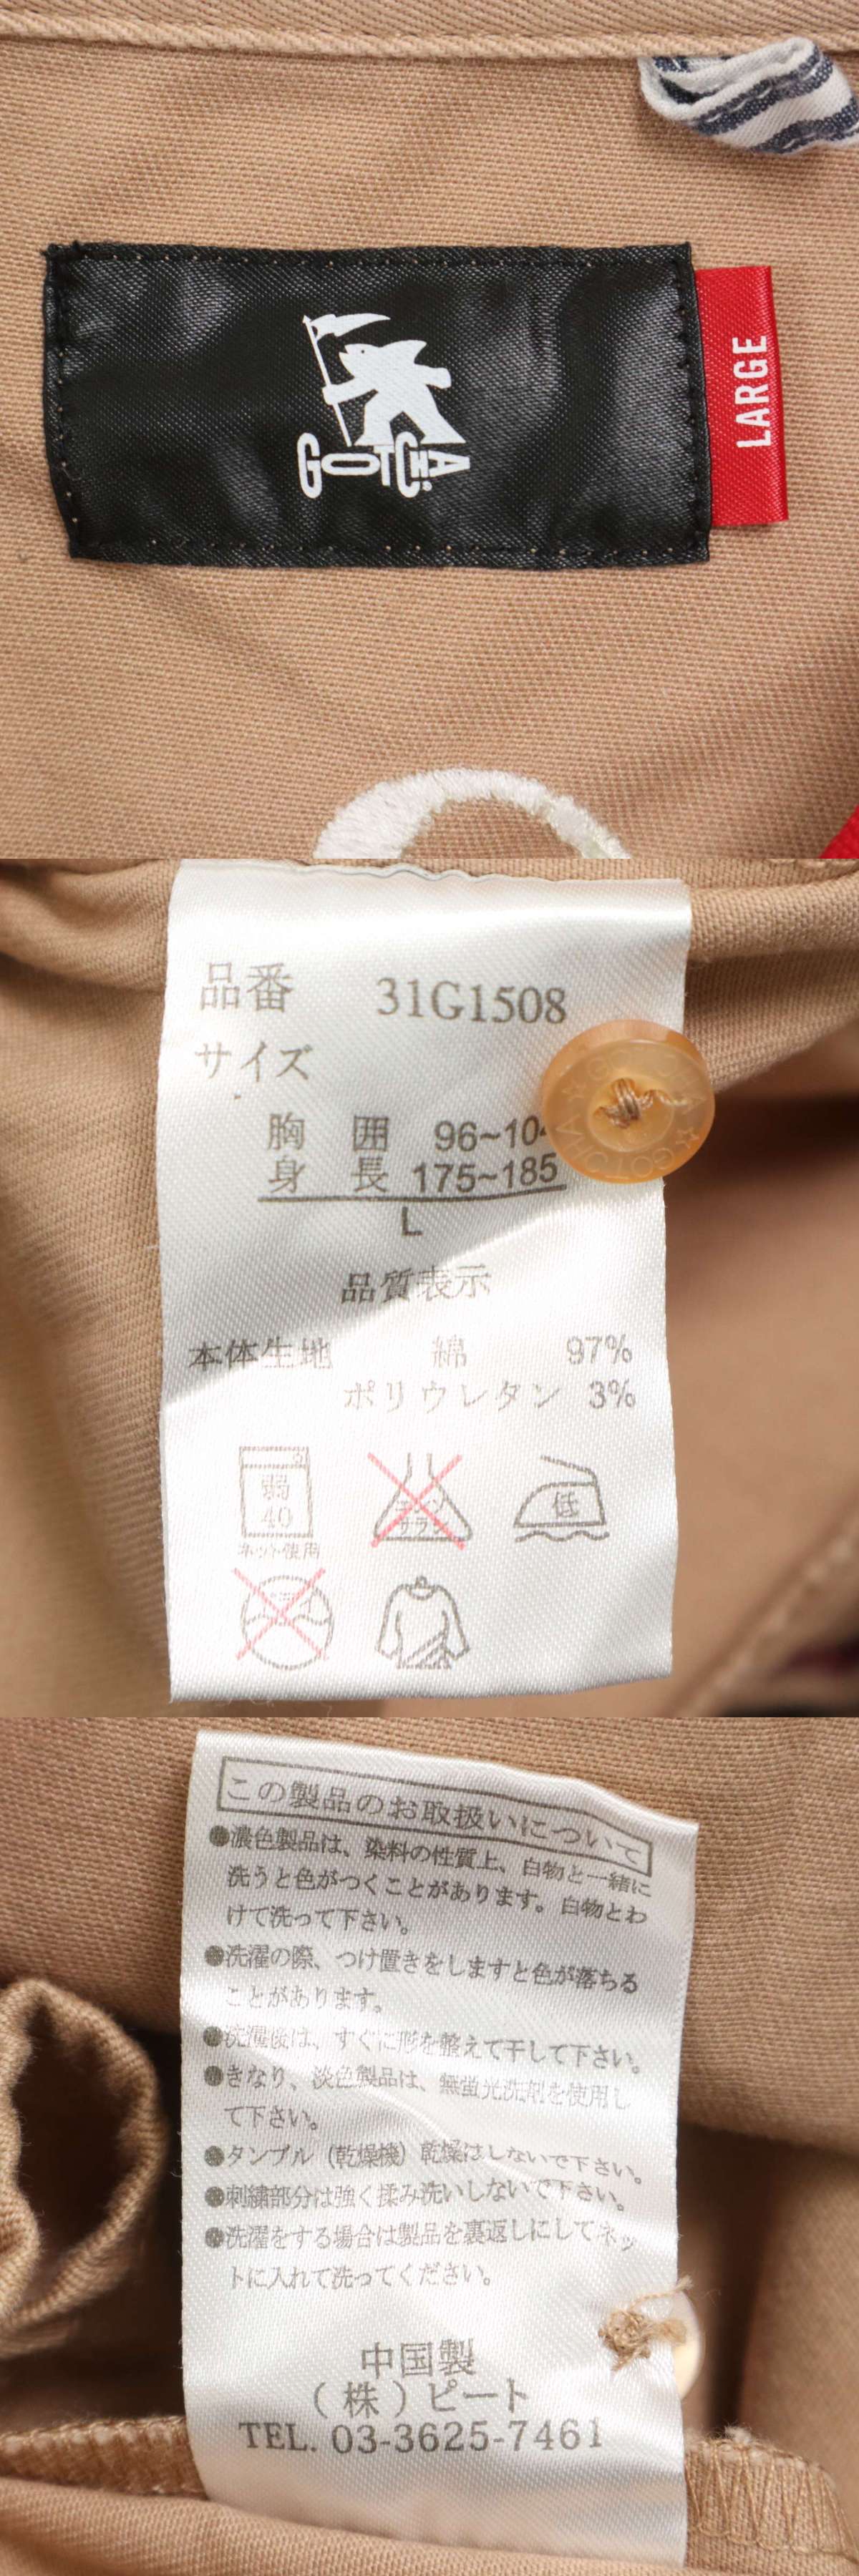 GOTCHA
LARGE
品番 31G1508
サイズ
胸 囲 96~104
身 長 175~185
L
GOTCHA
GOTCHA
品質表示
本体生地 綿 97%
ポリウレタン 3%
弱
40
ネット使用
エンソ
サラシ
低
この製品のお取扱いについて
●濃色製品は、染料の性質上、白物と一緒に
洗うと色がつくことがあります。白物とわ
けて洗って下さい。
●洗濯の際、つけ置きをしますと色が落ちる
ことがあります。
●洗濯後は、すぐに形を整えて干して下さい。
●きなり、淡色製品は、無蛍光洗剤を使用し
て下さい。
●タンブル（乾燥機）乾燥はしないで下さい。
●刺繍部分は強く揉み洗いしないで下さい。
●洗濯をする場合は製品を裏返しにしてネッ
トに入れて洗ってください。
中国製
（株）ピート
TEL. 03-3625-7461